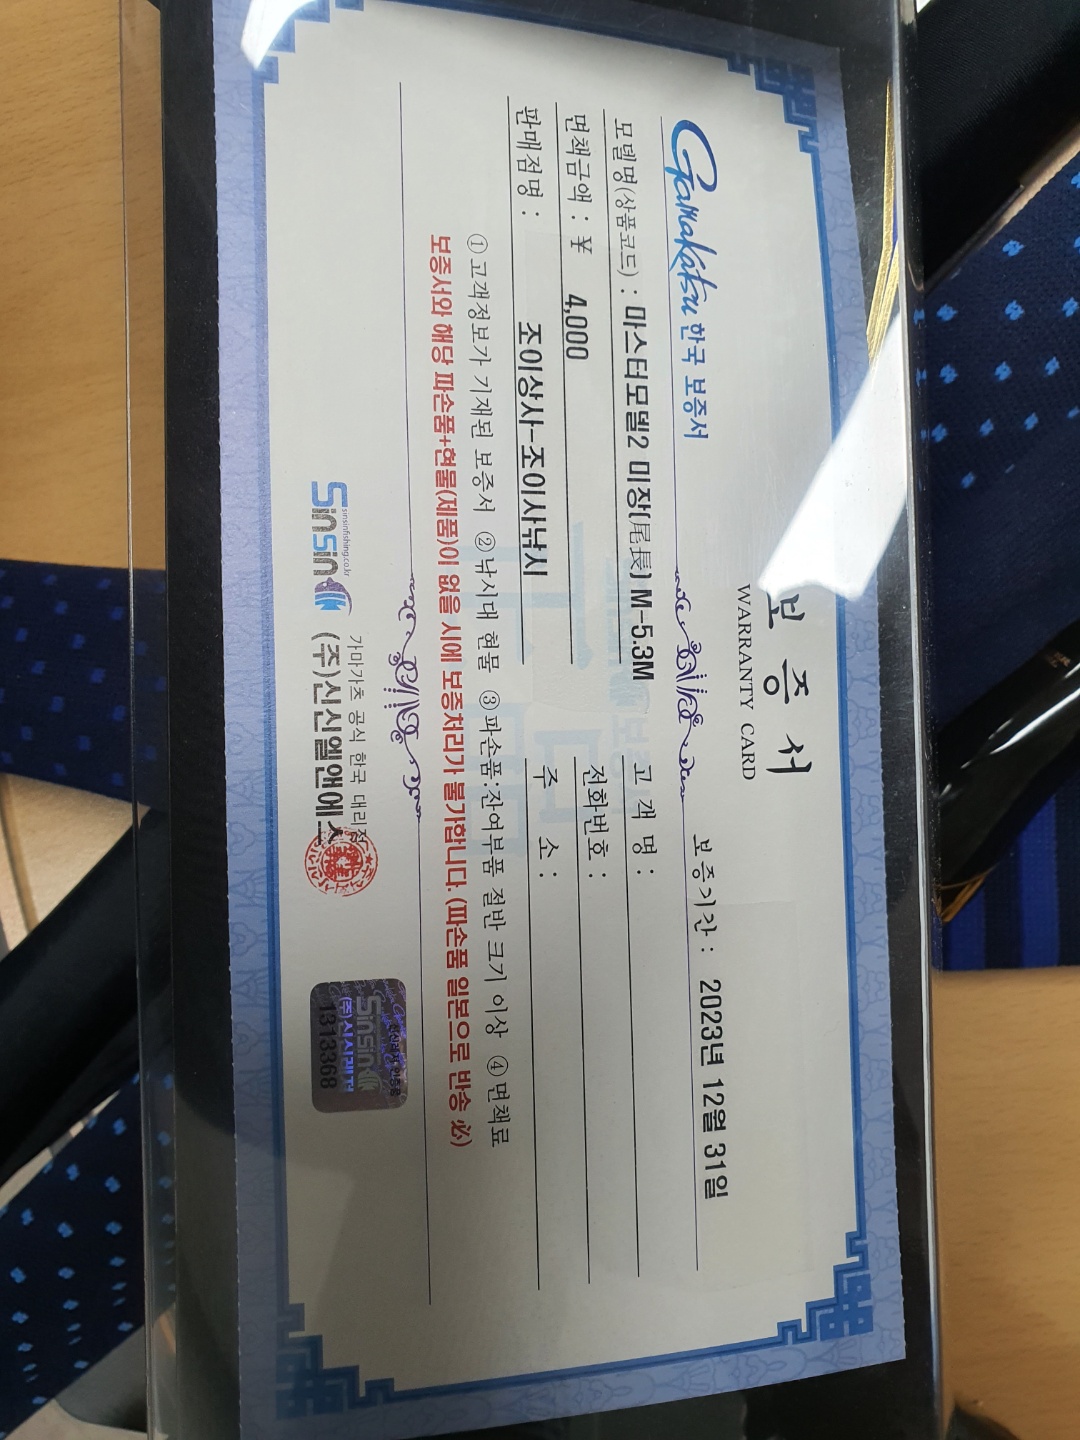 보증서
WARRANTY CARD
Gamakatsu 한국 보증서
보증기간 : 2023년 12월 31일
모델명(상품코드) : 마스터모델2 미장(尾長) M-5.3M
고 객 명 :
면책금액 : ¥ 4,000
전화번호 :
판매점명 : 조이상사-조이사낚시
주 소 :
① 고객정보가 기재된 보증서 ② 낚시대 현물 ③ 파손품:잔여부품 절반 크기 이상 ④ 면책료
보증서와 해당 파손품+현물(제품)이 없을 시에 보증처리가 불가합니다. (파손품 일본으로 반송 必)
sinsinfishing.co.kr
Sinsin
가마가츠 공식 한국 대리점
(주)신신엘앤에스
Sinsin
1313368